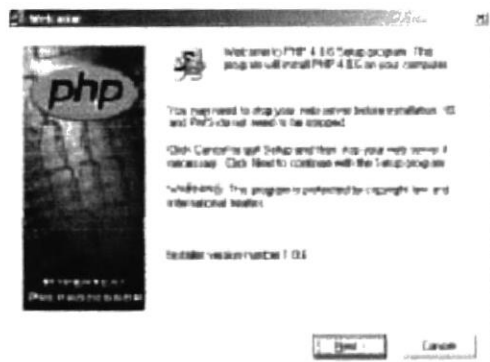 Welcome
php
Welcome to PHP 4.0.6 Setup program. This
program will install PHP 4.0.6 on your computer.
You may need to stop your web server before installation. IIS
and PWS do not need to be stopped.
Click Cancel to quit Setup and then stop your web server if
necessary. Click Next to continue with the Setup program.
WARNING: This program is protected by copyright law and
international treaties.
Installer version number 1.0.6
Next
Cancel